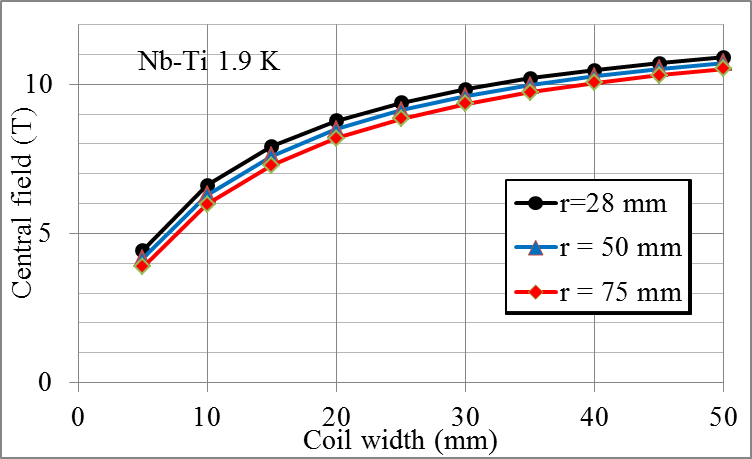 Nb-Ti 1.9 K
10
5
0
Central field (T)
r=28 mm
r = 50 mm
r = 75 mm
0 10 20 30 40 50
Coil width (mm)